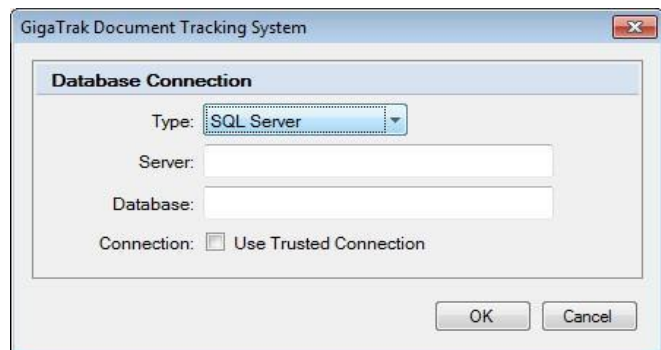 GigaTrak Document Tracking System
Database Connection
Type: SQL Server
Server:
Database:
Connection: Use Trusted Connection
OK Cancel